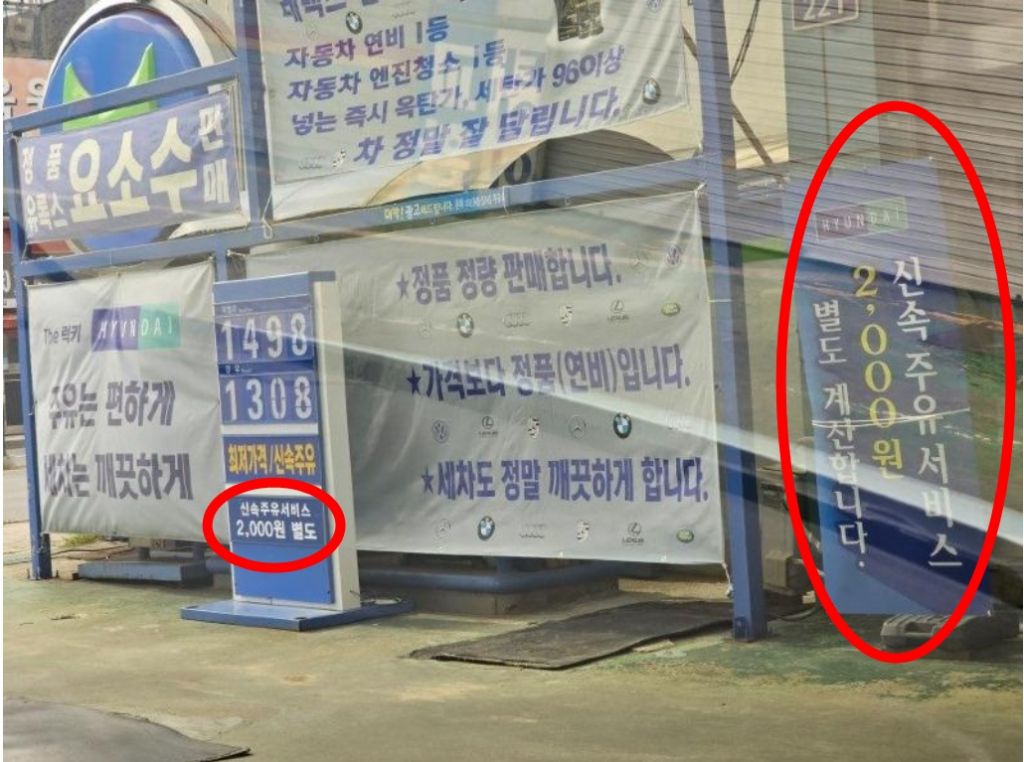 자동차 연비 1등
자동차 엔진청소 1등
넣는 즉시 옥탄가, 세탄가 96이상
차 정말 잘 달립니다.
정품
유록스
요소수
판매
The 럭키 HYUNDAI
주유는 편하게
세차는 깨끗하게
1498
1308
최저가격/신속주유
신속주유서비스
2,000원 별도
★정품 정량 판매합니다.
★가격보다 정품(연비)입니다.
★세차도 정말 깨끗하게 합니다.
LEXUS
LEXUS
LEXUS
221
HYUNDAI
신속주유서비스
2,000원
별도 계산합니다.